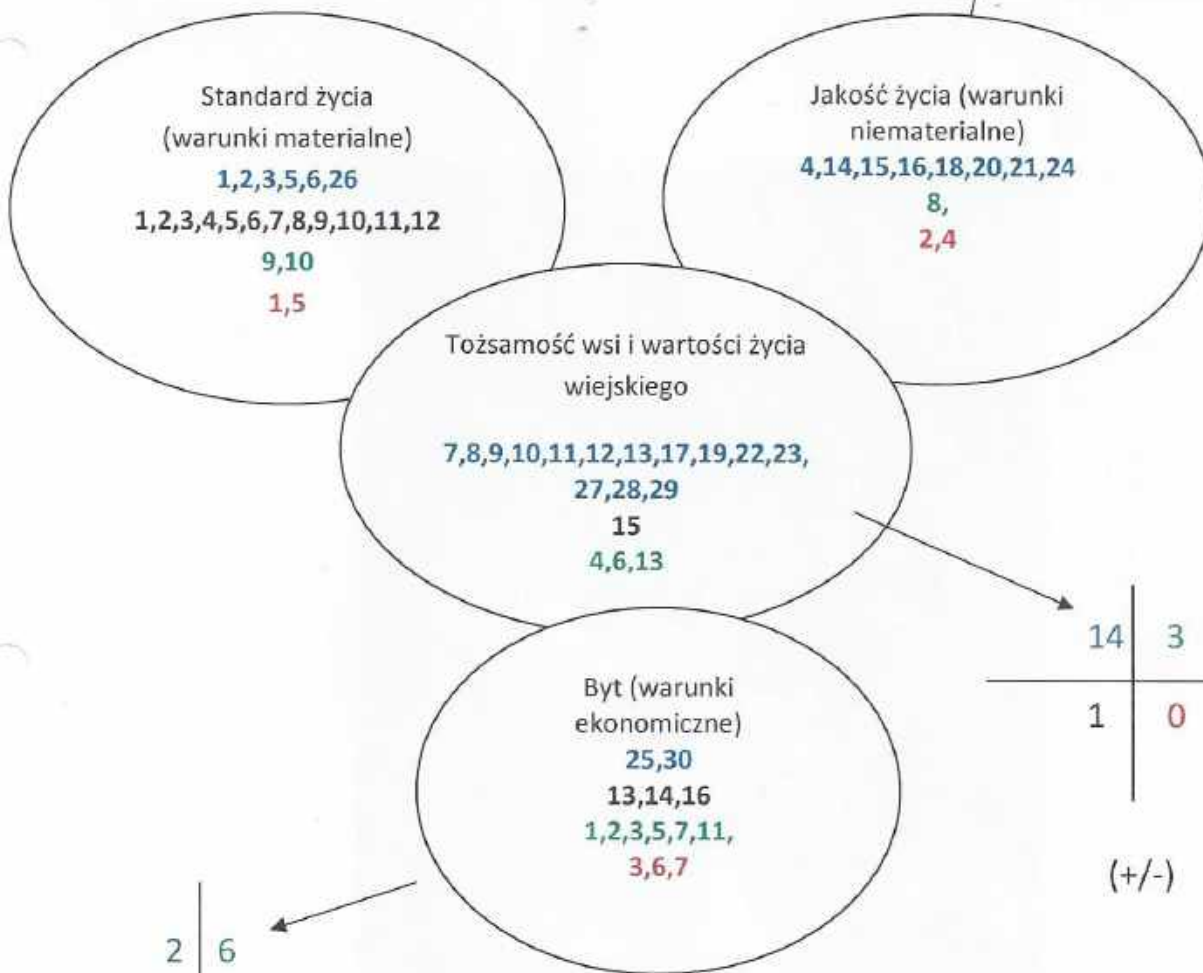 Standard życia
(warunki materialne)
1,2,3,5,6,26
1,2,3,4,5,6,7,8,9,10,11,12
9,10
1,5
Jakość życia (warunki
niematerialne)
4,14,15,16,18,20,21,24
8,
2,4
Tożsamość wsi i wartości życia
wiejskiego
7,8,9,10,11,12,13,17,19,22,23,
27,28,29
15
4,6,13
14 3
1 0
(+/-)
Byt (warunki
ekonomiczne)
25,30
13,14,16
1,2,3,5,7,11,
3,6,7
2 6